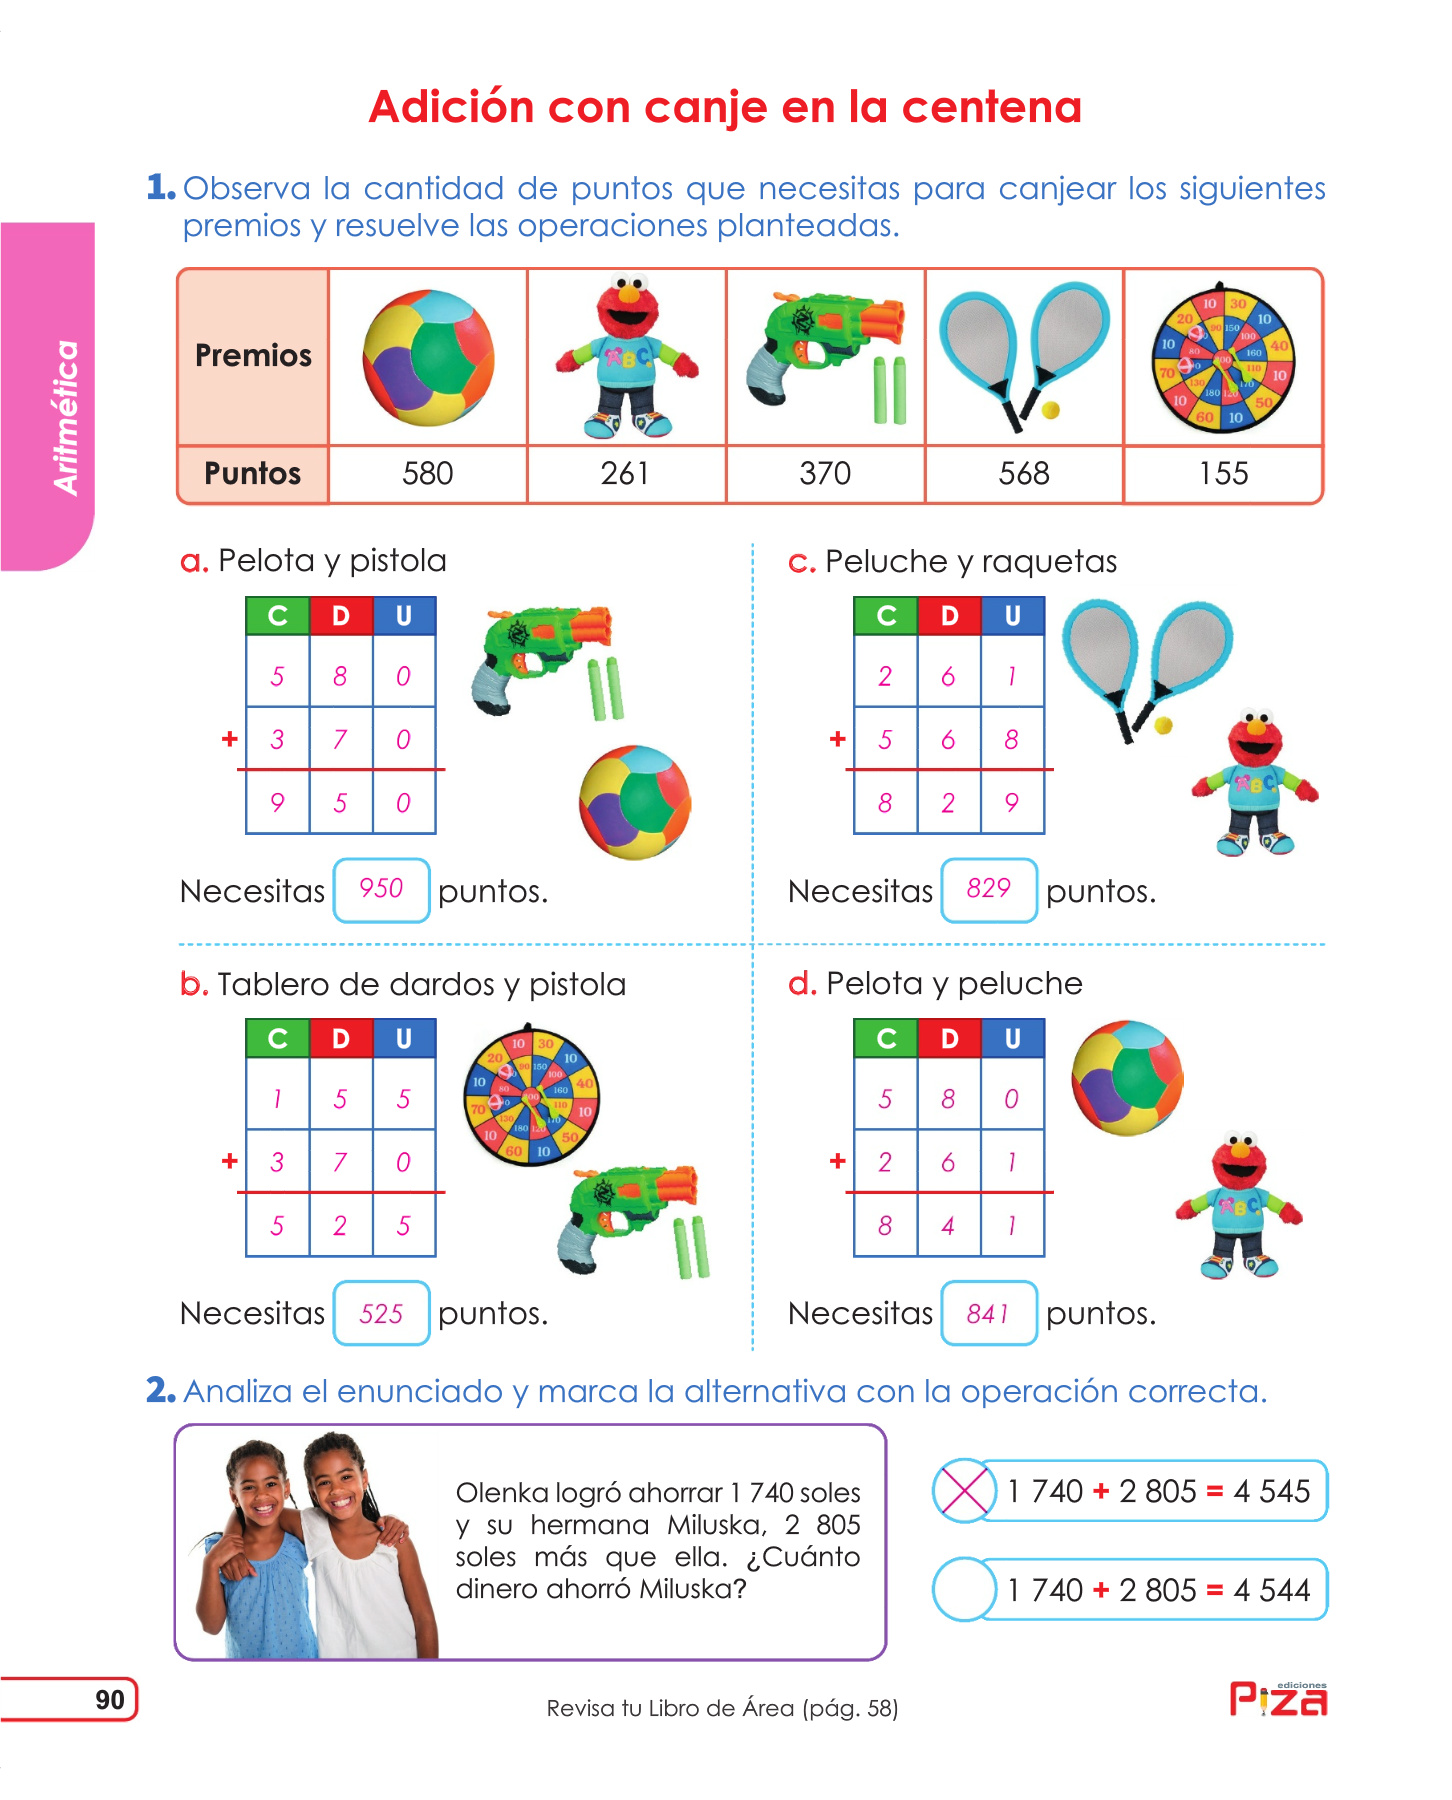 Adición con canje en la centena
Aritmética
1. Observa la cantidad de puntos que necesitas para canjear los siguientes
premios y resuelve las operaciones planteadas.
Premios
Puntos 580 261 370 568 155
a. Pelota y pistola
C D U
5 8 0
+ 3 7 0
9 5 0
Necesitas 950 puntos.
c. Peluche y raquetas
C D U
2 6 1
+ 5 6 8
8 2 9
Necesitas 829 puntos.
b. Tablero de dardos y pistola
C D U
1 5 5
+ 3 7 0
5 2 5
Necesitas 525 puntos.
d. Pelota y peluche
C D U
5 8 0
+ 2 6 1
8 4 1
Necesitas 841 puntos.
2. Analiza el enunciado y marca la alternativa con la operación correcta.
Olenka logró ahorrar 1 740 soles
y su hermana Miluska, 2 805
soles más que ella. ¿Cuánto
dinero ahorró Miluska?
1 740 + 2 805 = 4 545
1 740 + 2 805 = 4 544
90
Revisa tu Libro de Área (pág. 58)
ediciones
Piza